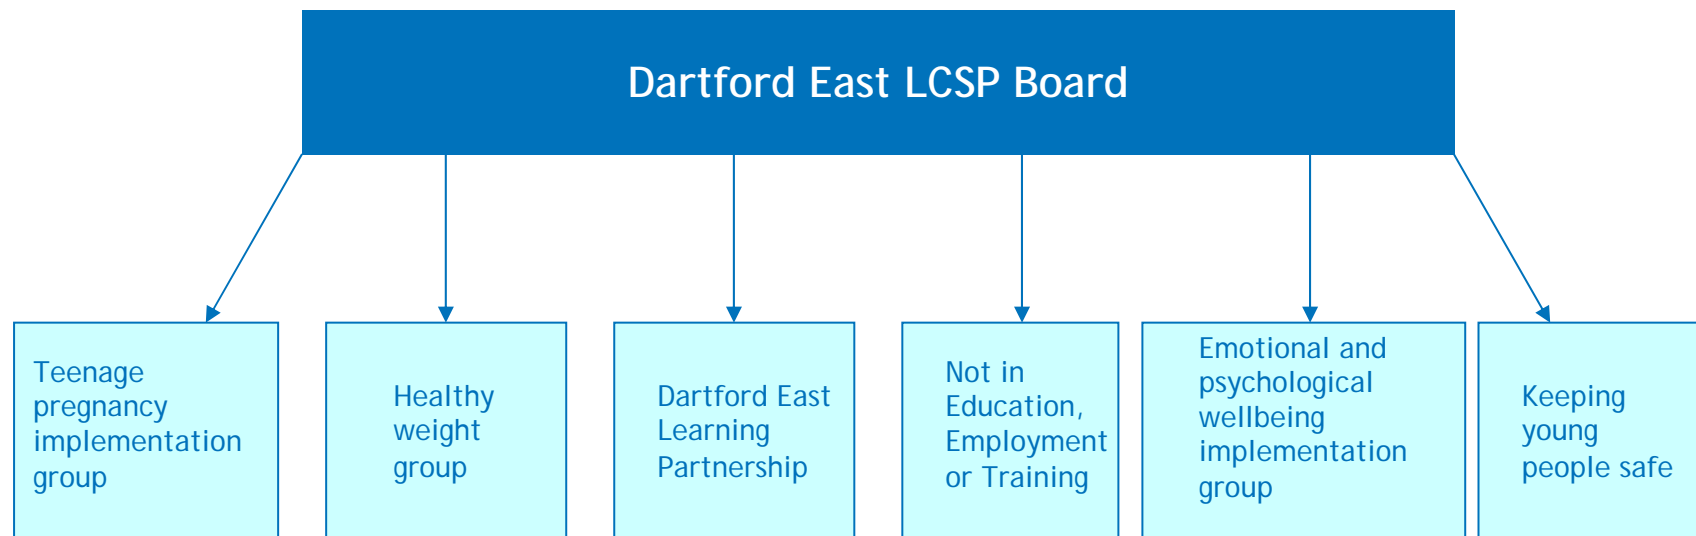 Dartford East LCSP Board
Teenage
pregnancy
implementation
group
Healthy
weight
group
Dartford East
Learning
Partnership
Not in
Education,
Employment
or Training
Emotional and
psychological
wellbeing
implementation
group
Keeping
young
people safe